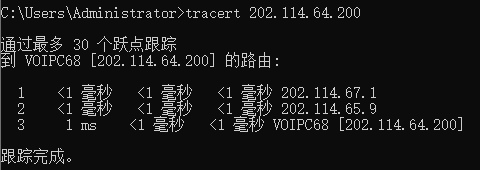 C:\Users\Administrator>tracert 202.114.64.200
通过最多 30 个跃点跟踪
到 VOIPC68 [202.114.64.200] 的路由:
1 <1 毫秒 <1 毫秒 <1 毫秒 202.114.67.1
2 <1 毫秒 <1 毫秒 <1 毫秒 202.114.65.9
3 1 ms <1 毫秒 <1 毫秒 VOIPC68 [202.114.64.200]
跟踪完成。